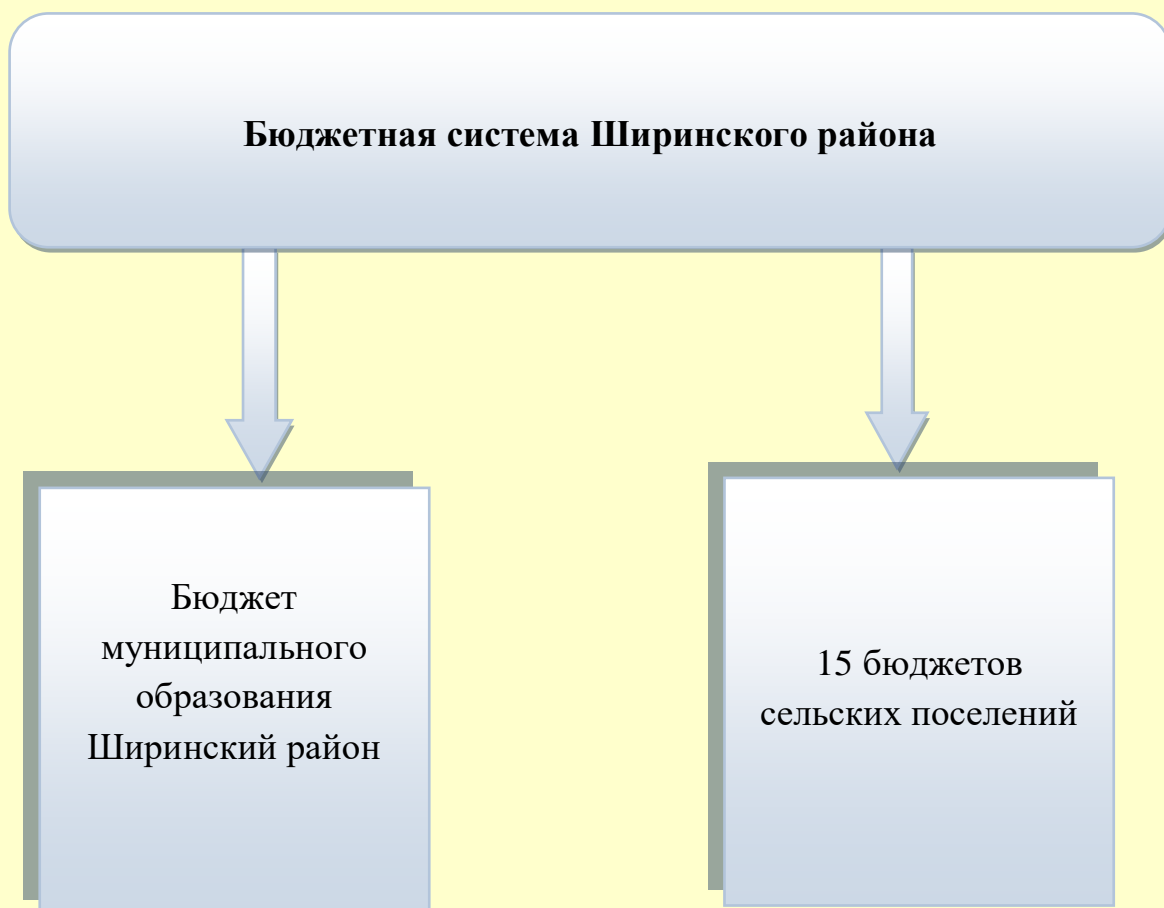 Бюджетная система Ширинского района
Бюджет
муниципального
образования
Ширинский район
15 бюджетов
сельских поселений